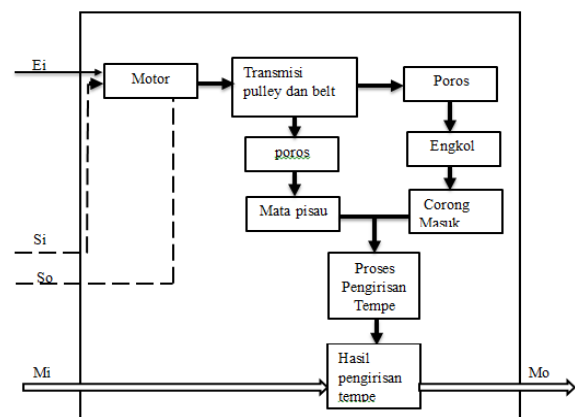 Ei
Motor
Transmisi
pulley dan belt
Poros
poros
Engkol
Mata pisau
Corong
Masuk
Si
So
Proses
Pengirisan
Tempe
Mi
Hasil
pengirisan
tempe
Mo